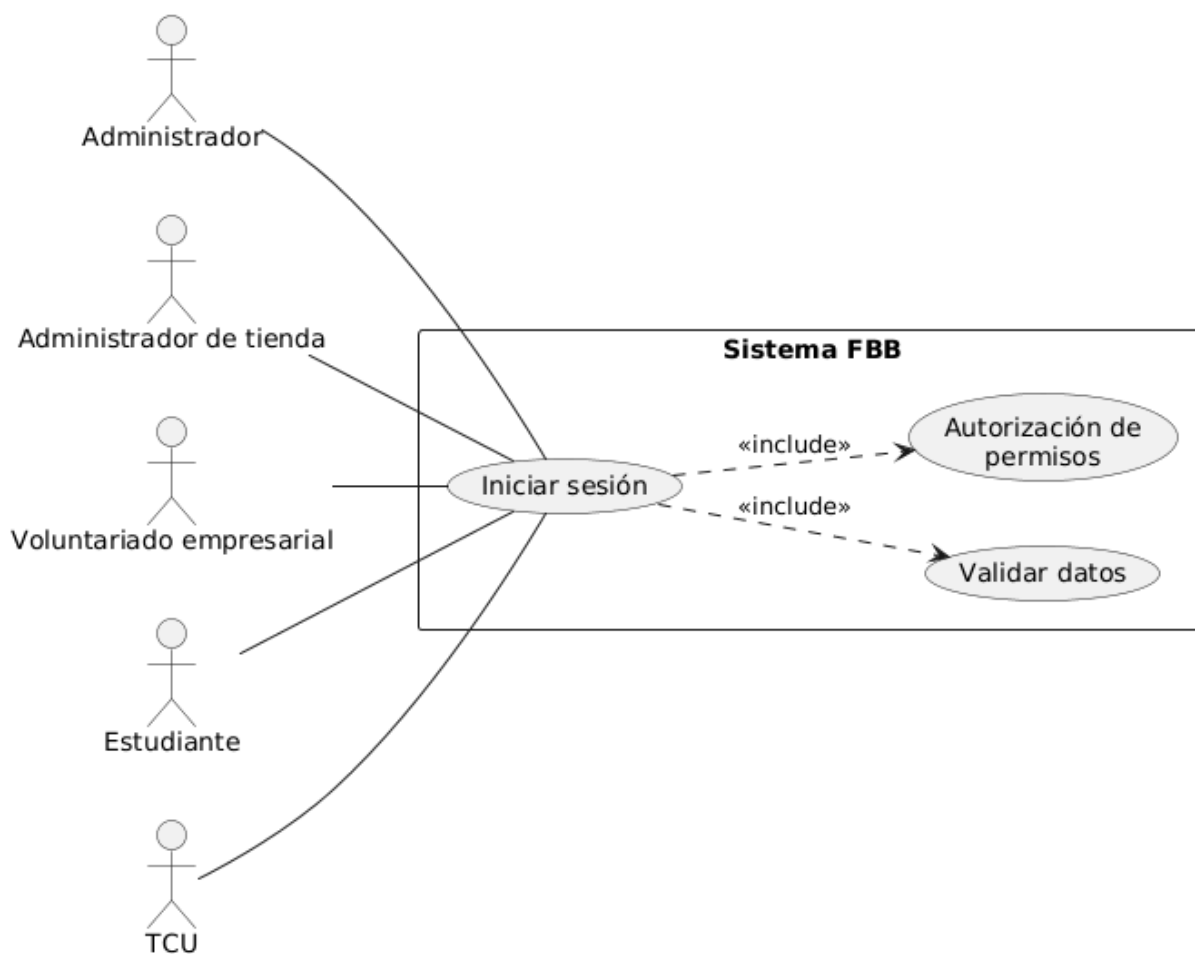 Administrador
Administrador de tienda
Sistema FBB
Autorización de
permisos
«include»
Iniciar sesión
«include»
Voluntariado empresarial
Validar datos
Estudiante
TCU